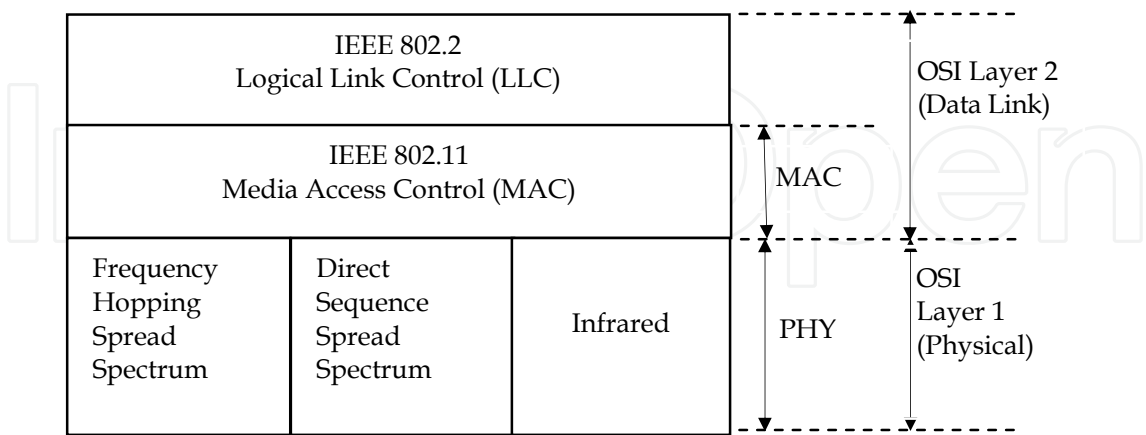 IEEE 802.2
Logical Link Control (LLC)
OSI Layer 2
(Data Link)
IEEE 802.11
Media Access Control (MAC)
MAC
Frequency
Hopping
Spread
Spectrum
Direct
Sequence
Spread
Spectrum
Infrared
PHY
OSI
Layer 1
(Physical)
Open